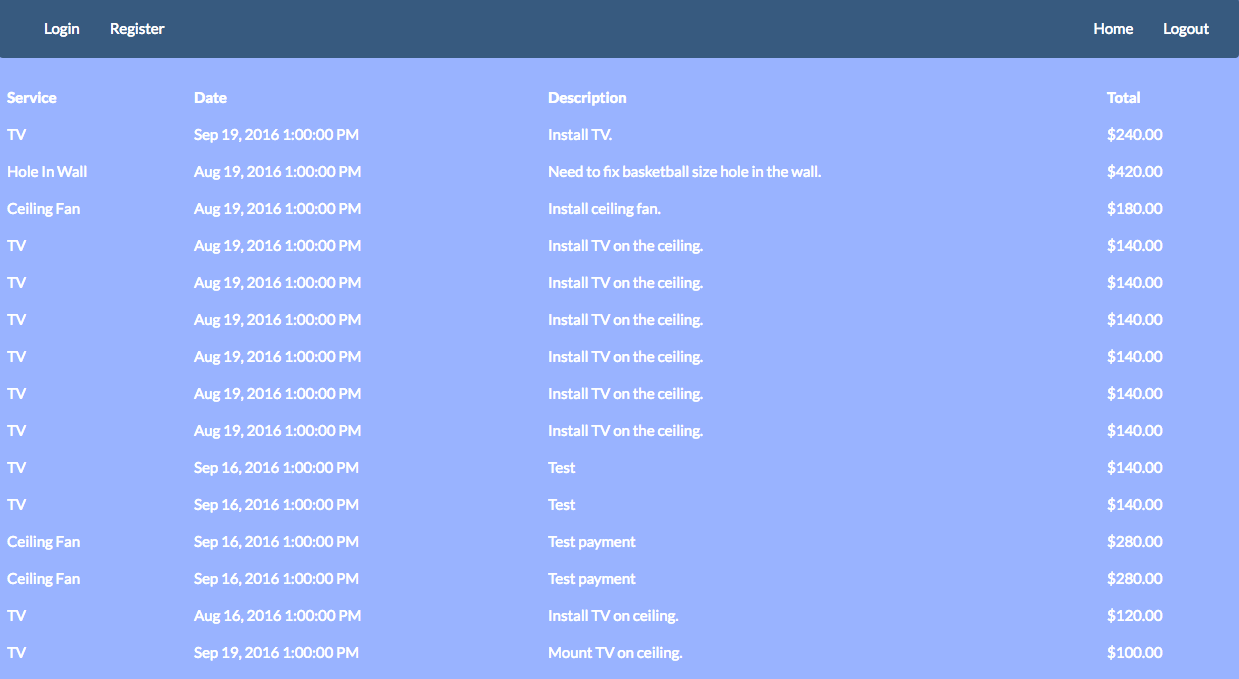 Login Register Home Logout
Service Date Description Total
TV Sep 19, 2016 1:00:00 PM Install TV. $240.00
Hole In Wall Aug 19, 2016 1:00:00 PM Need to fix basketball size hole in the wall. $420.00
Ceiling Fan Aug 19, 2016 1:00:00 PM Install ceiling fan. $180.00
TV Aug 19, 2016 1:00:00 PM Install TV on the ceiling. $140.00
TV Aug 19, 2016 1:00:00 PM Install TV on the ceiling. $140.00
TV Aug 19, 2016 1:00:00 PM Install TV on the ceiling. $140.00
TV Aug 19, 2016 1:00:00 PM Install TV on the ceiling. $140.00
TV Aug 19, 2016 1:00:00 PM Install TV on the ceiling. $140.00
TV Aug 19, 2016 1:00:00 PM Install TV on the ceiling. $140.00
TV Sep 16, 2016 1:00:00 PM Test $140.00
TV Sep 16, 2016 1:00:00 PM Test $140.00
Ceiling Fan Sep 16, 2016 1:00:00 PM Test payment $280.00
Ceiling Fan Sep 16, 2016 1:00:00 PM Test payment $280.00
TV Aug 16, 2016 1:00:00 PM Install TV on ceiling. $120.00
TV Sep 19, 2016 1:00:00 PM Mount TV on ceiling. $100.00